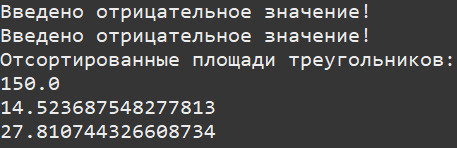 Введено отрицательное значение!
Введено отрицательное значение!
Отсортированные площади треугольников:
150.0
14.523687548277813
27.810744326608734